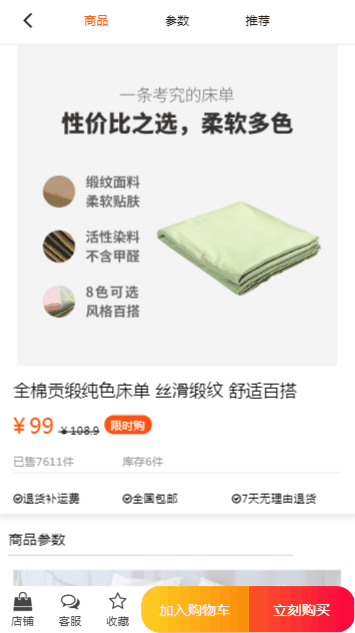 商品 参数 推荐
一条考究的床单
性价比之选，柔软多色
缎纹面料
柔软贴肤
活性染料
不含甲醛
8色可选
风格百搭
全棉贡缎纯色床单 丝滑缎纹 舒适百搭
¥99 ¥108.9 限时购
已售7611件 库存6件
退货补运费 全国包邮 7天无理由退货
商品参数
店铺 客服 收藏 加入购物车 立刻购买